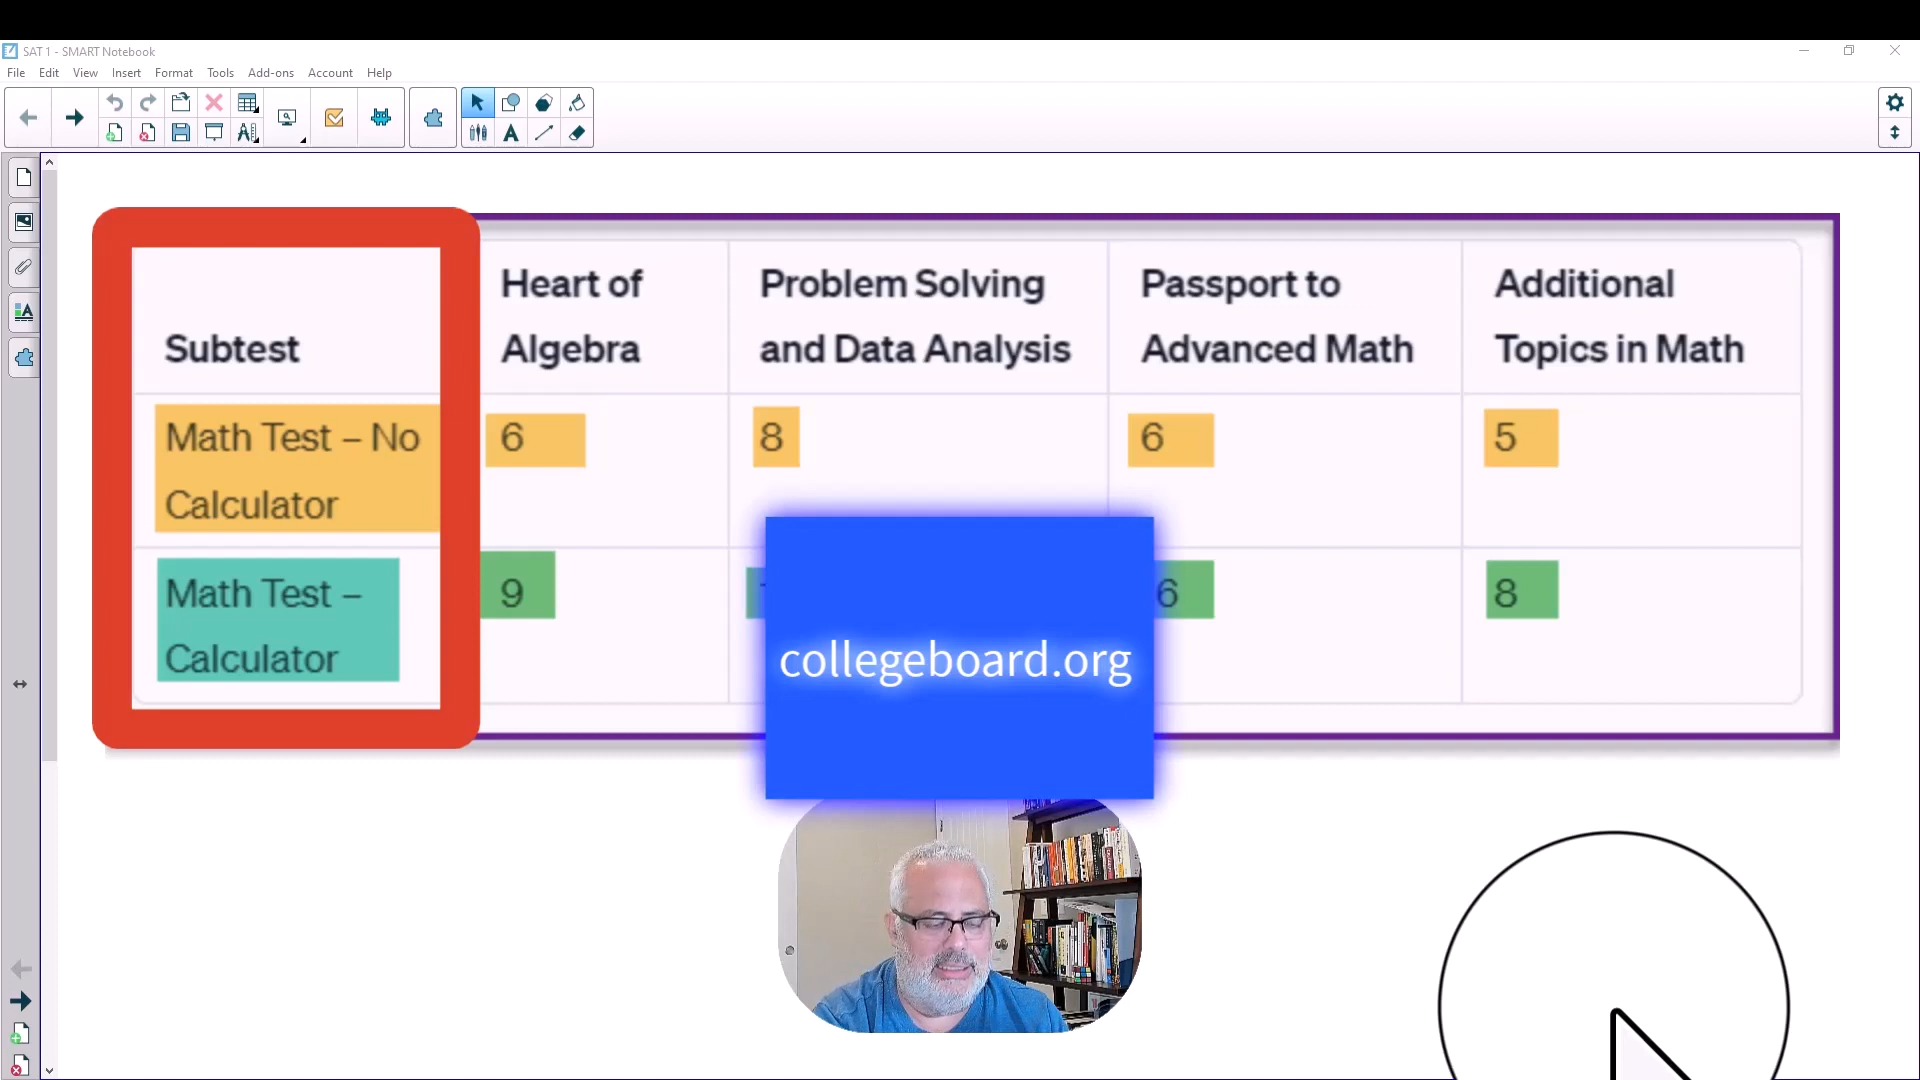 SAT 1 - SMART Notebook
File Edit View Insert Format Tools Add-ons Account Help
Subtest
Heart of
Algebra
Problem Solving
and Data Analysis
Passport to
Advanced Math
Additional
Topics in Math
Math Test – No
Calculator
6
8
6
5
Math Test –
Calculator
9
6
8
collegeboard.org